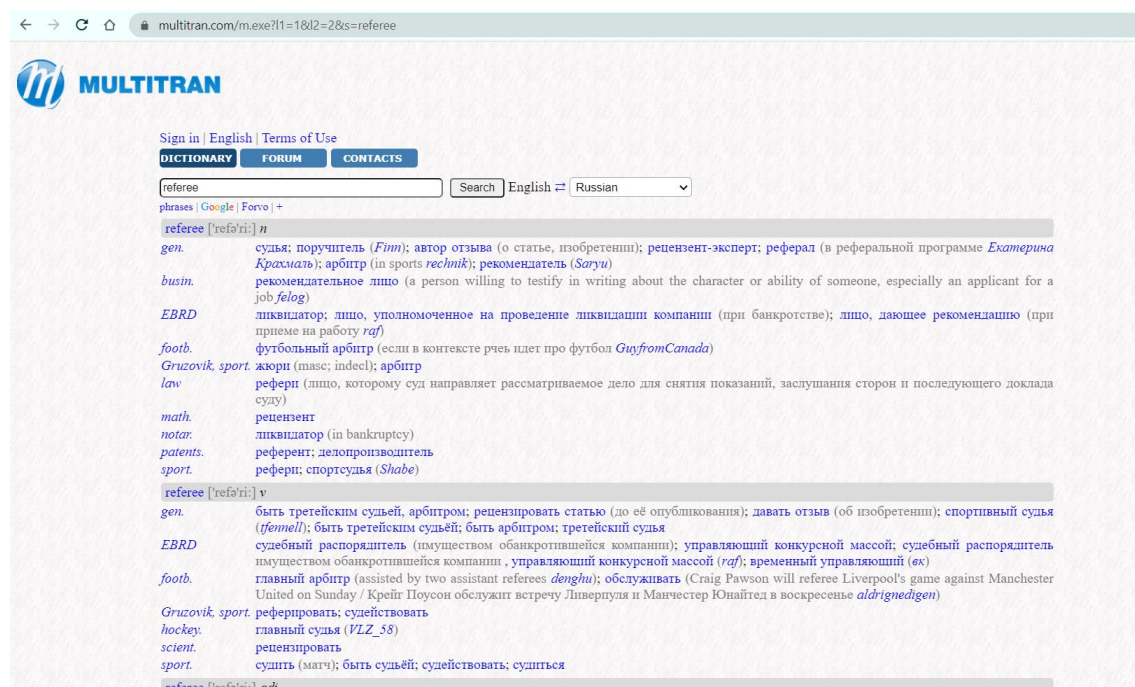 multitran.com/m.exe?l1=1&l2=2&s=referee
MULTITRAN
Sign in | English | Terms of Use
DICTIONARY FORUM CONTACTS
referee Search English ⇄ Russian
phrases | Google | Forvo | +
referee ['refə'ri:] n
gen. судья; поручитель (Finn); автор отзыва (о статье, изобретении); рецензент-эксперт; реферал (в реферальной программе Екатерина
Крахмаль); арбитр (in sports rechnik); рекомендатель (Saryu)
busin. рекомендательное лицо (a person willing to testify in writing about the character or ability of someone, especially an applicant for a
job felog)
EBRD ликвидатор; лицо, уполномоченное на проведение ликвидации компании (при банкротстве); лицо, дающее рекомендацию (при
приеме на работу raf)
footb. футбольный арбитр (если в контексте рчеь идет про футбол GuyfromCanada)
Gruzovik, sport. жюри (masc; indecl); арбитр
law рефери (лицо, которому суд направляет рассматриваемое дело для снятия показаний, заслушания сторон и последующего доклада
суду)
math. рецензент
notar. ликвидатор (in bankruptcy)
patents. референт; делопроизводитель
sport. рефери; спортсудья (Shabe)
referee ['refə'ri:] v
gen. быть третейским судьей, арбитром; рецензировать статью (до её опубликования); давать отзыв (об изобретении); спортивный судья
(tfennell); быть третейским судьёй; быть арбитром; третейский судья
EBRD судебный распорядитель (имуществом обанкротившейся компании); управляющий конкурсной массой; судебный распорядитель
имуществом обанкротившейся компании , управляющий конкурсной массой (raf); временный управляющий (вк)
footb. главный арбитр (assisted by two assistant referees denghu); обслуживать (Craig Pawson will referee Liverpool's game against Manchester
United on Sunday / Крейг Поусон обслужит встречу Ливерпуля и Манчестер Юнайтед в воскресенье aldrignedigen)
Gruzovik, sport. реферировать; судействовать
hockey. главный судья (VLZ_58)
scient. рецензировать
sport. судить (матч); быть судьёй; судействовать; судиться
referee ['refə'ri:] adj